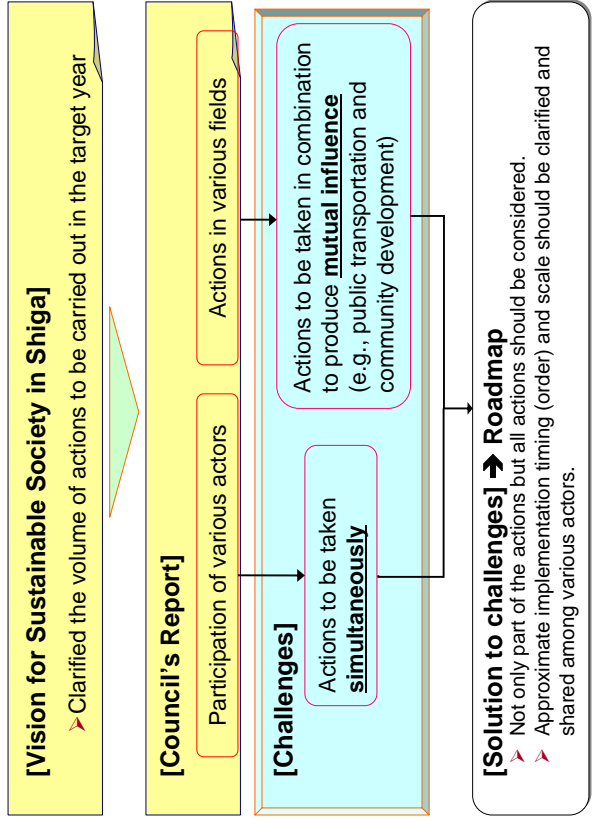 [Vision for Sustainable Society in Shiga]
➢ Clarified the volume of actions to be carried out in the target year
[Council's Report]
Participation of various actors
Actions in various fields
[Challenges]
Actions to be taken
simultaneously
Actions to be taken in combination
to produce mutual influence
(e.g., public transportation and
community development)
[Solution to challenges] ➔ Roadmap
➢ Not only part of the actions but all actions should be considered.
➢ Approximate implementation timing (order) and scale should be clarified and
shared among various actors.